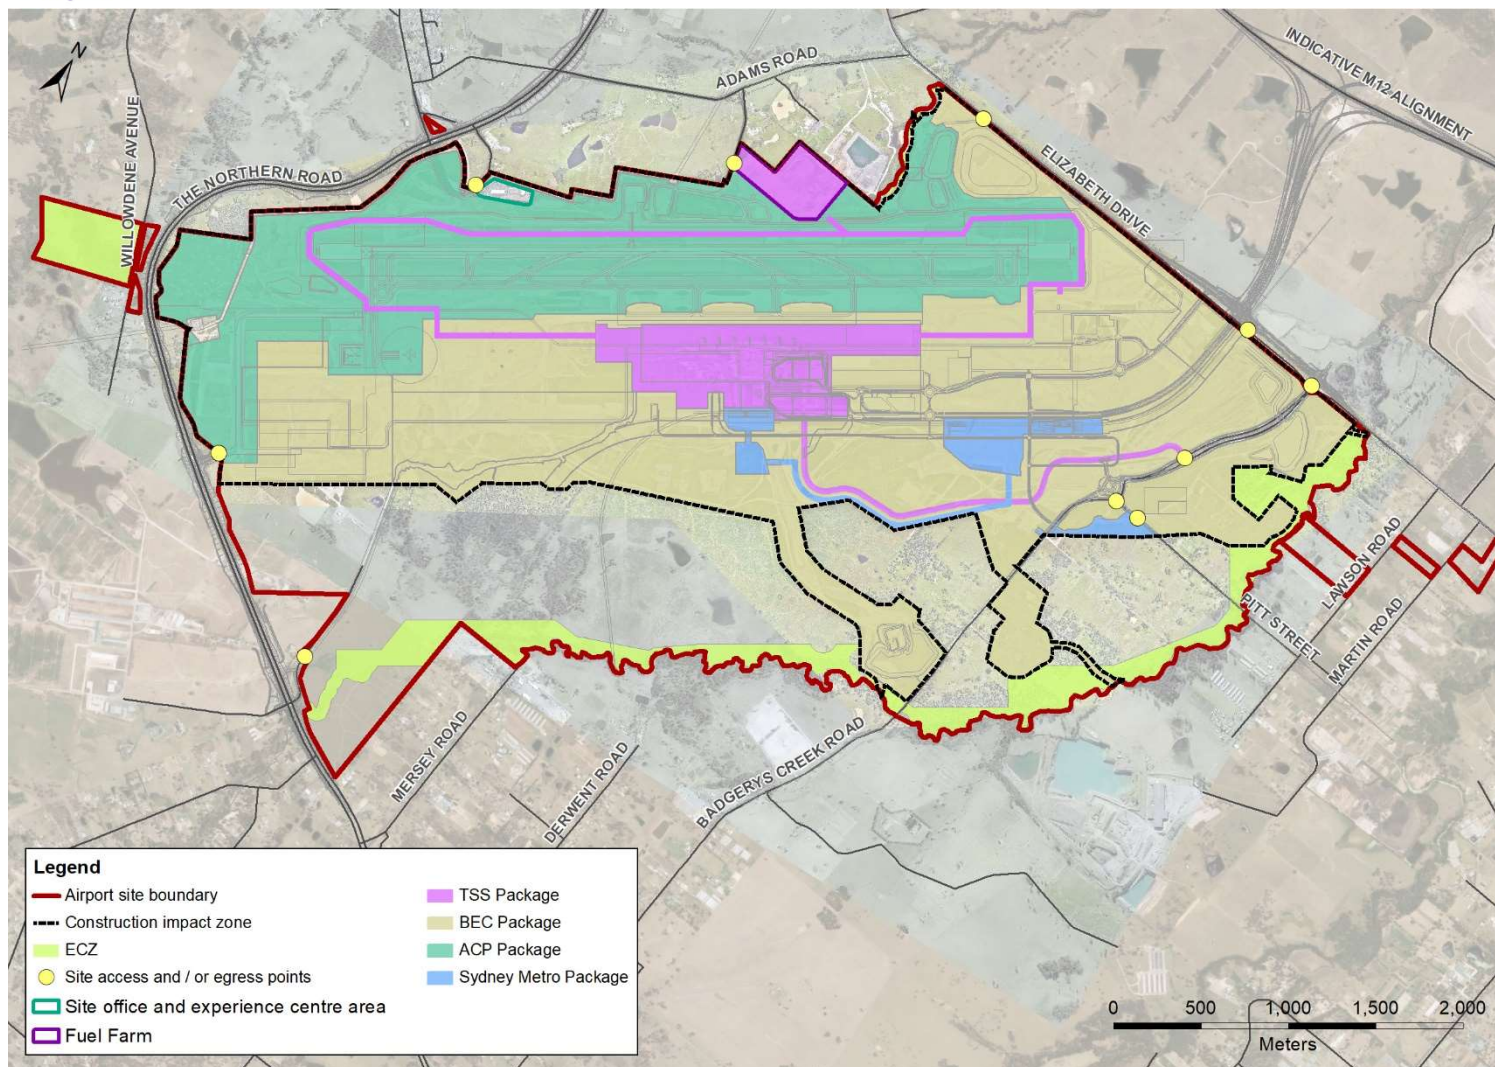 N
ADAMS ROAD
INDICATIVE M12 ALIGNMENT
WILLOWDENE AVENUE
THE NORTHERN ROAD
ELIZABETH DRIVE
LAWSON ROAD
PITT STREET
MARTIN ROAD
MERSEY ROAD
DERWENT ROAD
BADGERYS CREEK ROAD
Legend
Airport site boundary
Construction impact zone
ECZ
Site access and / or egress points
Site office and experience centre area
Fuel Farm
TSS Package
BEC Package
ACP Package
Sydney Metro Package
0 500 1,000 1,500 2,000
Meters